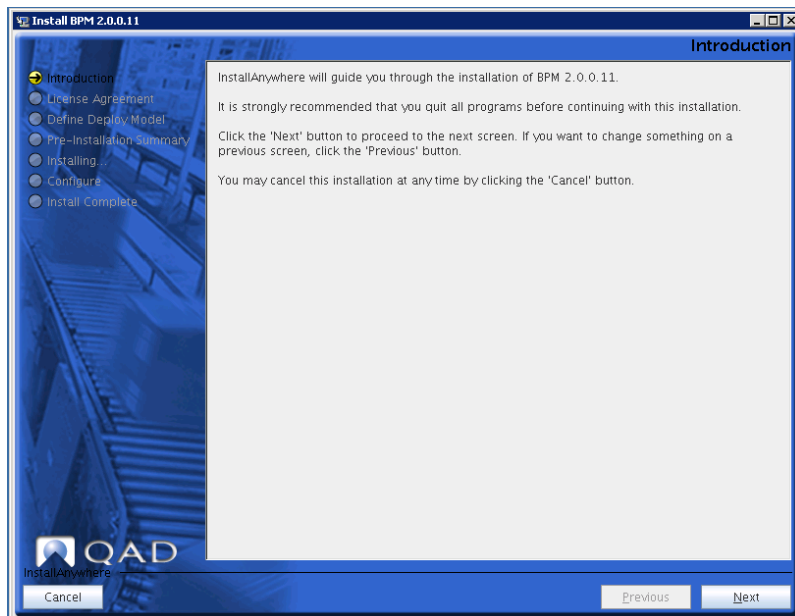 Install BPM 2.0.0.11
Introduction
Introduction
License Agreement
Define Deploy Model
Pre-Installation Summary
Installing...
Configure
Install Complete
InstallAnywhere will guide you through the installation of BPM 2.0.0.11.
It is strongly recommended that you quit all programs before continuing with this installation.
Click the 'Next' button to proceed to the next screen. If you want to change something on a
previous screen, click the 'Previous' button.
You may cancel this installation at any time by clicking the 'Cancel' button.
QAD
InstallAnywhere
Cancel
Previous
Next